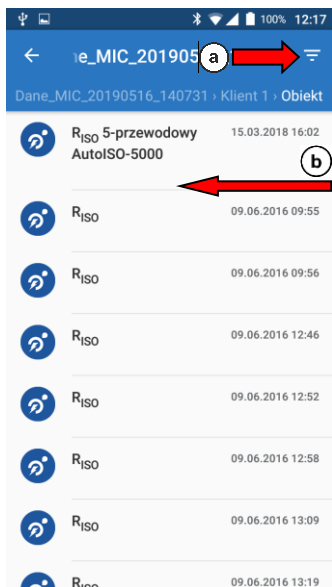 100% 12:17
ne_MIC_201905
a
Dane_MIC_20190516_140731 › Klient 1 › Obiekt
RISO 5-przewodowy 15.03.2018 16:02
AutoISO-5000
b
RISO 09.06.2016 09:55
RISO 09.06.2016 09:56
RISO 09.06.2016 12:46
RISO 09.06.2016 12:52
RISO 09.06.2016 12:58
RISO 09.06.2016 13:09
RISO 09.06.2016 13:19